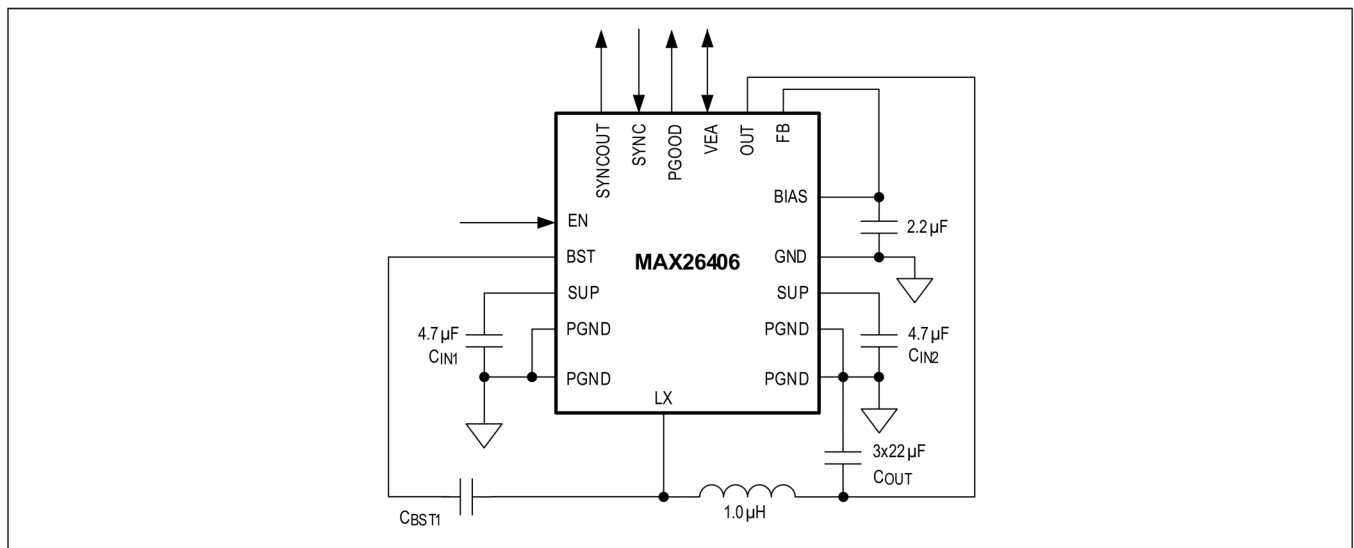 SYNCOUT
SYNC
PGOOD
VEA
OUT
FB
BIAS
2.2µF
EN
BST
GND
MAX26406
SUP
SUP
4.7µF
CIN1
PGND
PGND
4.7µF
CIN2
PGND
PGND
LX
3x22µF
COUT
CBST1
1.0µH